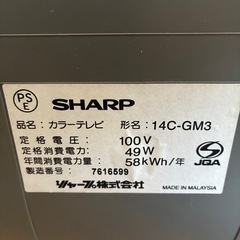 PS
E
SHARP
品名：カラーテレビ 形名：14C-GM3
定格電圧： 100V
定格消費電力： 49W
年間消費電力量： 58kWh/年
製造番号： 7616599
シャープ株式会社
JQA
MADE IN MALAYSIA